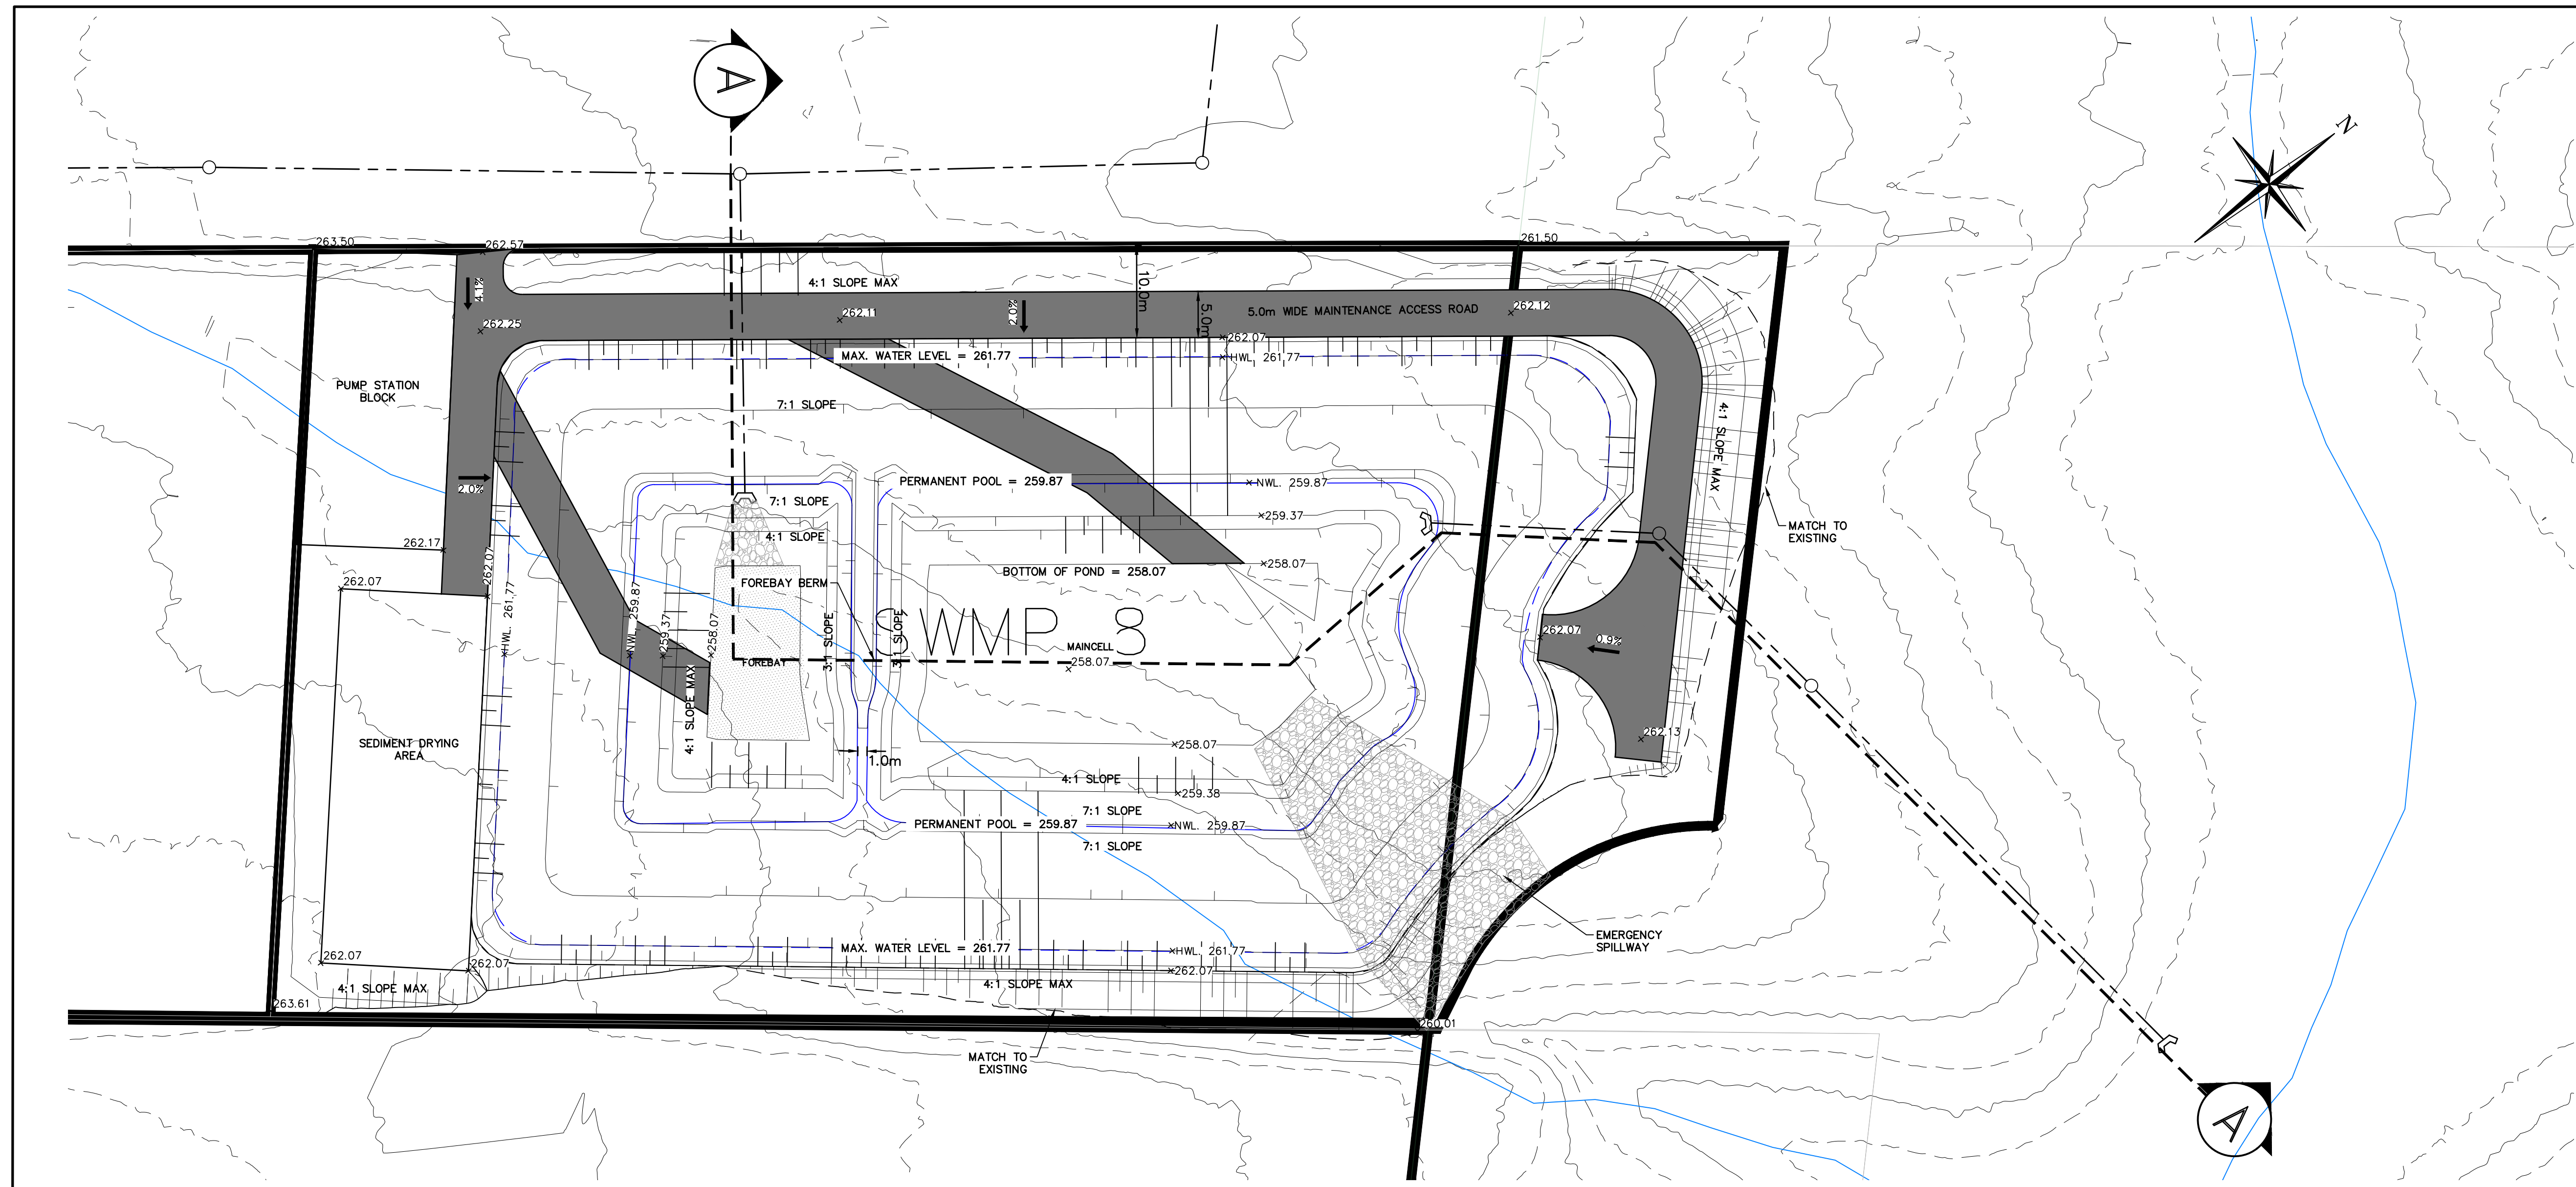 A
N
263.50
262.57
261.50
4:1 SLOPE MAX
4.1%
10.0m
5.0m
2.0%
5.0m WIDE MAINTENANCE ACCESS ROAD
262.12
262.11
262.25
262.07
MAX. WATER LEVEL = 261.77
HWL. 261.77
PUMP STATION
BLOCK
7:1 SLOPE
4:1 SLOPE MAX
2.0%
PERMANENT POOL = 259.87
NWL. 259.87
7:1 SLOPE
259.37
4:1 SLOPE
MATCH TO
EXISTING
262.17
262.07
262.07
BOTTOM OF POND = 258.07
258.07
FOREBAY BERM
HWL. 261.77
NWL. 259.87
259.37
258.07
3:1 SLOPE
3:1 SLOPE
SWMP 8
MAINCELL
258.07
FOREBAY
4:1 SLOPE MAX
262.07
0.9%
262.13
SEDIMENT DRYING
AREA
1.0m
258.07
4:1 SLOPE
259.38
7:1 SLOPE
PERMANENT POOL = 259.87
NWL. 259.87
7:1 SLOPE
EMERGENCY
SPILLWAY
MAX. WATER LEVEL = 261.77
HWL. 261.77
262.07
262.07
262.07
4:1 SLOPE MAX
4:1 SLOPE MAX
263.61
260.01
MATCH TO
EXISTING
A